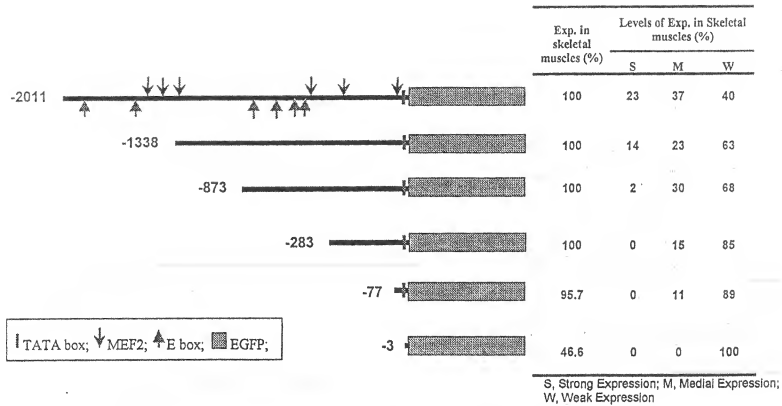 Exp. in skeletal muscles (%)
Levels of Exp. in Skeletal muscles (%)
S M W
-2011 100 23 37 40
-1338 100 14 23 63
-873 100 2 30 68
-283 100 0 15 85
-77 95.7 0 11 89
-3 46.6 0 0 100
TATA box; MEF2; E box; EGFP;
S, Strong Expression; M, Medial Expression;
W, Weak Expression